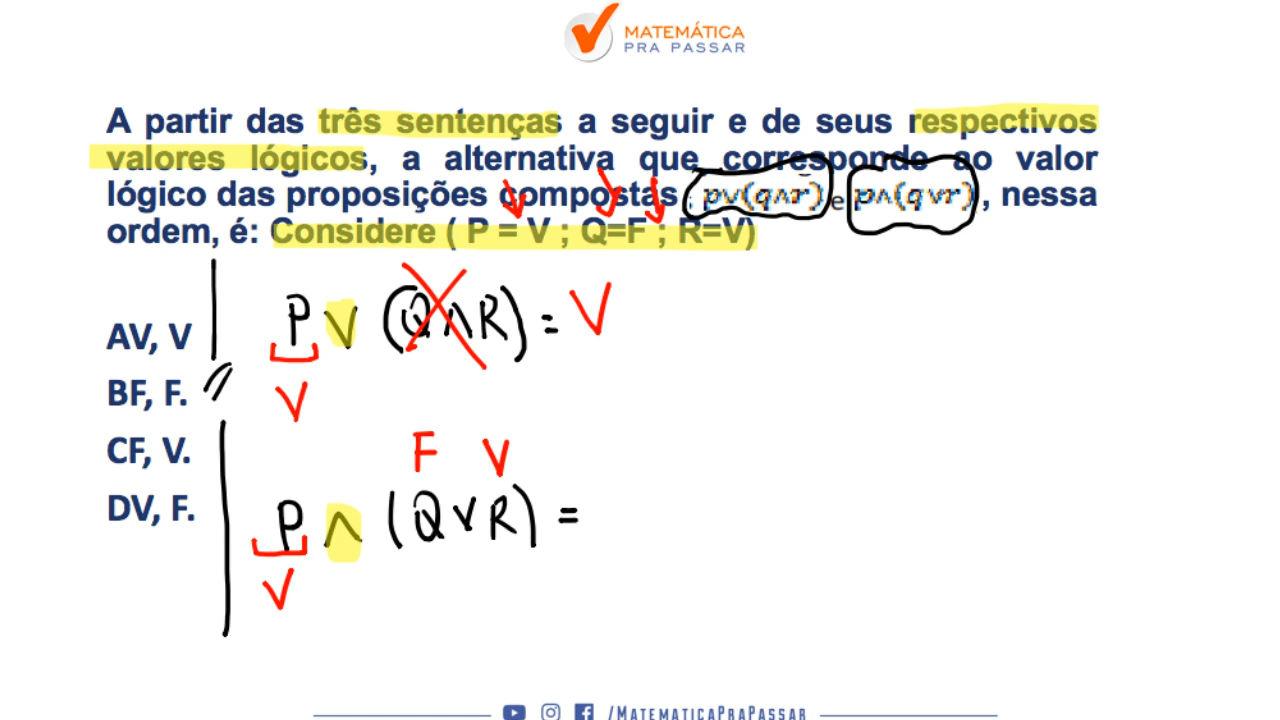 MATEMÁTICA
PRA PASSAR
A partir das três sentenças a seguir e de seus respectivos
valores lógicos, a alternativa que corresponde ao valor
lógico das proposições compostas : p∨(q∧r) e p∧(q∨r) , nessa
ordem, é: Considere ( P = V ; Q=F ; R=V)
P ∨ (Q ∧ R) = V
AV, V
BF, F.
V
CF, V.
F V
DV, F.
P ∧ (Q ∨ R) =
V
/MATEMATICAPRAPASSAR